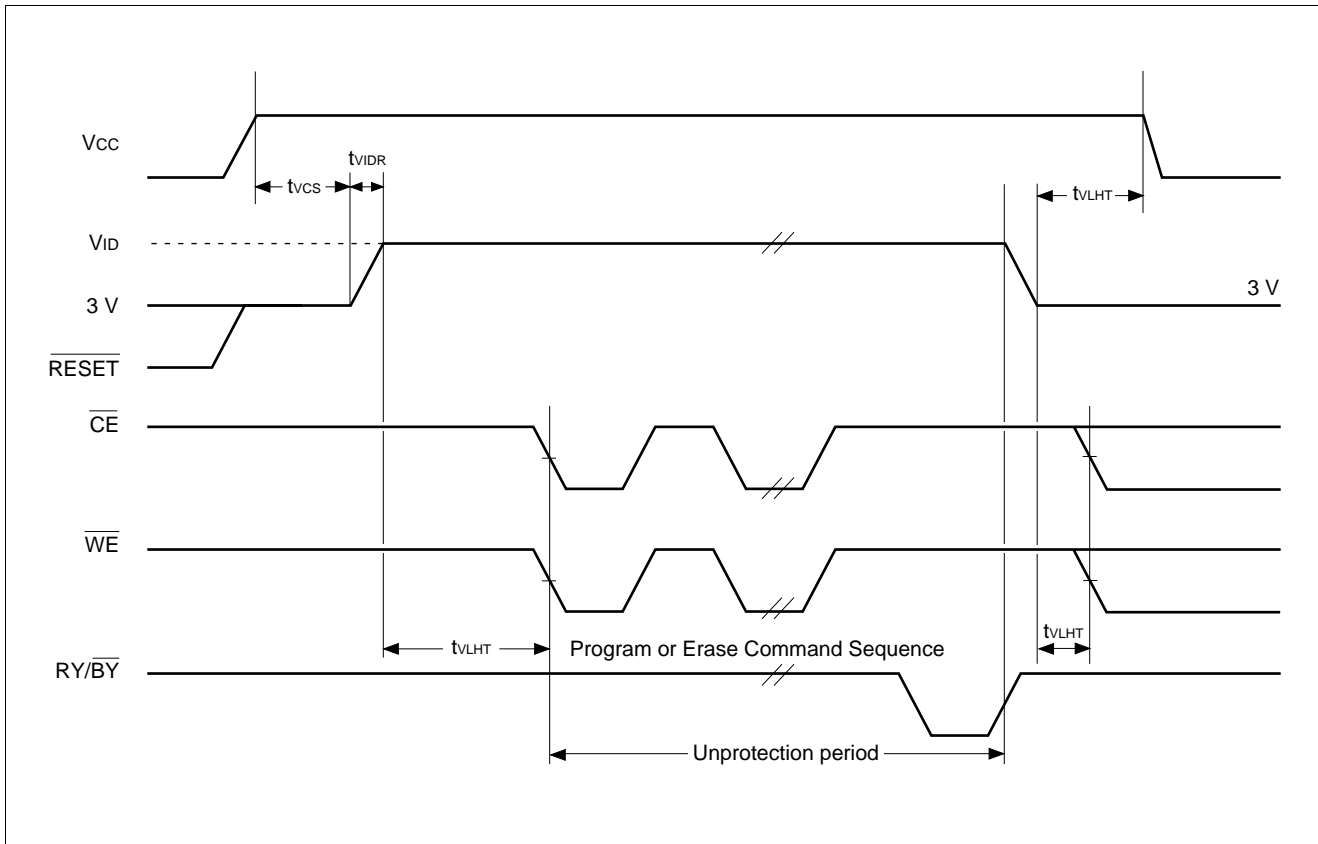 VCC
tVIDR
tVCS
tVLHT
VID
3 V
3 V
RESET
CE
WE
tVLHT
Program or Erase Command Sequence
tVLHT
RY/BY
Unprotection period